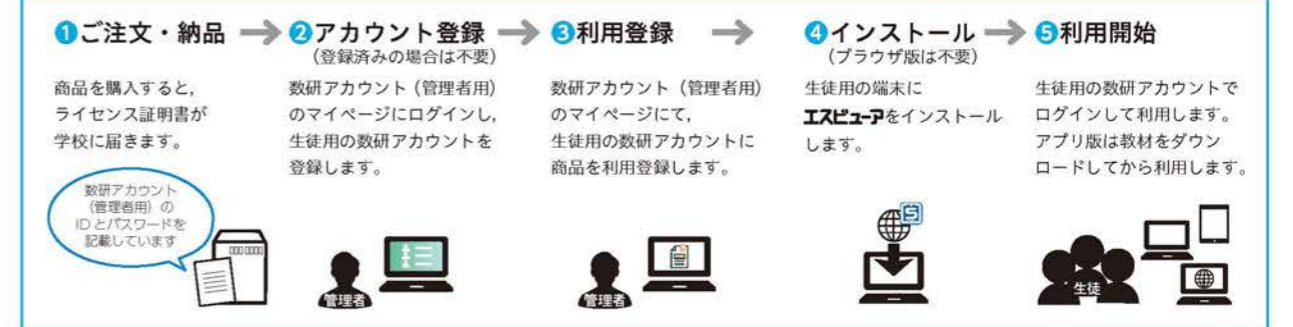 ❶ご注文・納品
商品を購入すると,
ライセンス証明書が
学校に届きます。
数研アカウント
(管理者用)の
IDとパスワードを
記載しています
❷アカウント登録
(登録済みの場合は不要)
数研アカウント(管理者用)
のマイページにログインし,
生徒用の数研アカウントを
登録します。
管理者
❸利用登録
数研アカウント(管理者用)
のマイページにて,
生徒用の数研アカウントに
商品を利用登録します。
管理者
❹インストール
(ブラウザ版は不要)
生徒用の端末に
エスビューアをインストール
します。
❺利用開始
生徒用の数研アカウントで
ログインして利用します。
アプリ版は教材をダウン
ロードしてから利用します。
生徒